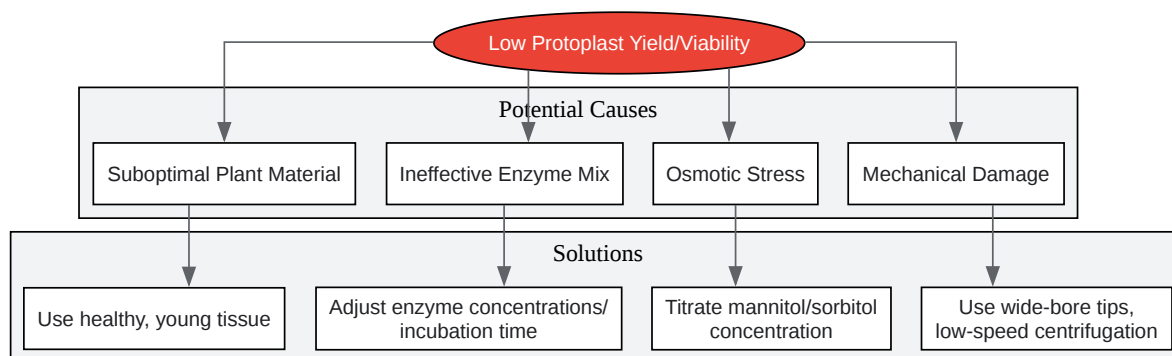 Low Protoplast Yield/Viability
Potential Causes
Suboptimal Plant Material
Ineffective Enzyme Mix
Osmotic Stress
Mechanical Damage
Solutions
Use healthy, young tissue
Adjust enzyme concentrations/
incubation time
Titrate mannitol/sorbitol
concentration
Use wide-bore tips,
low-speed centrifugation